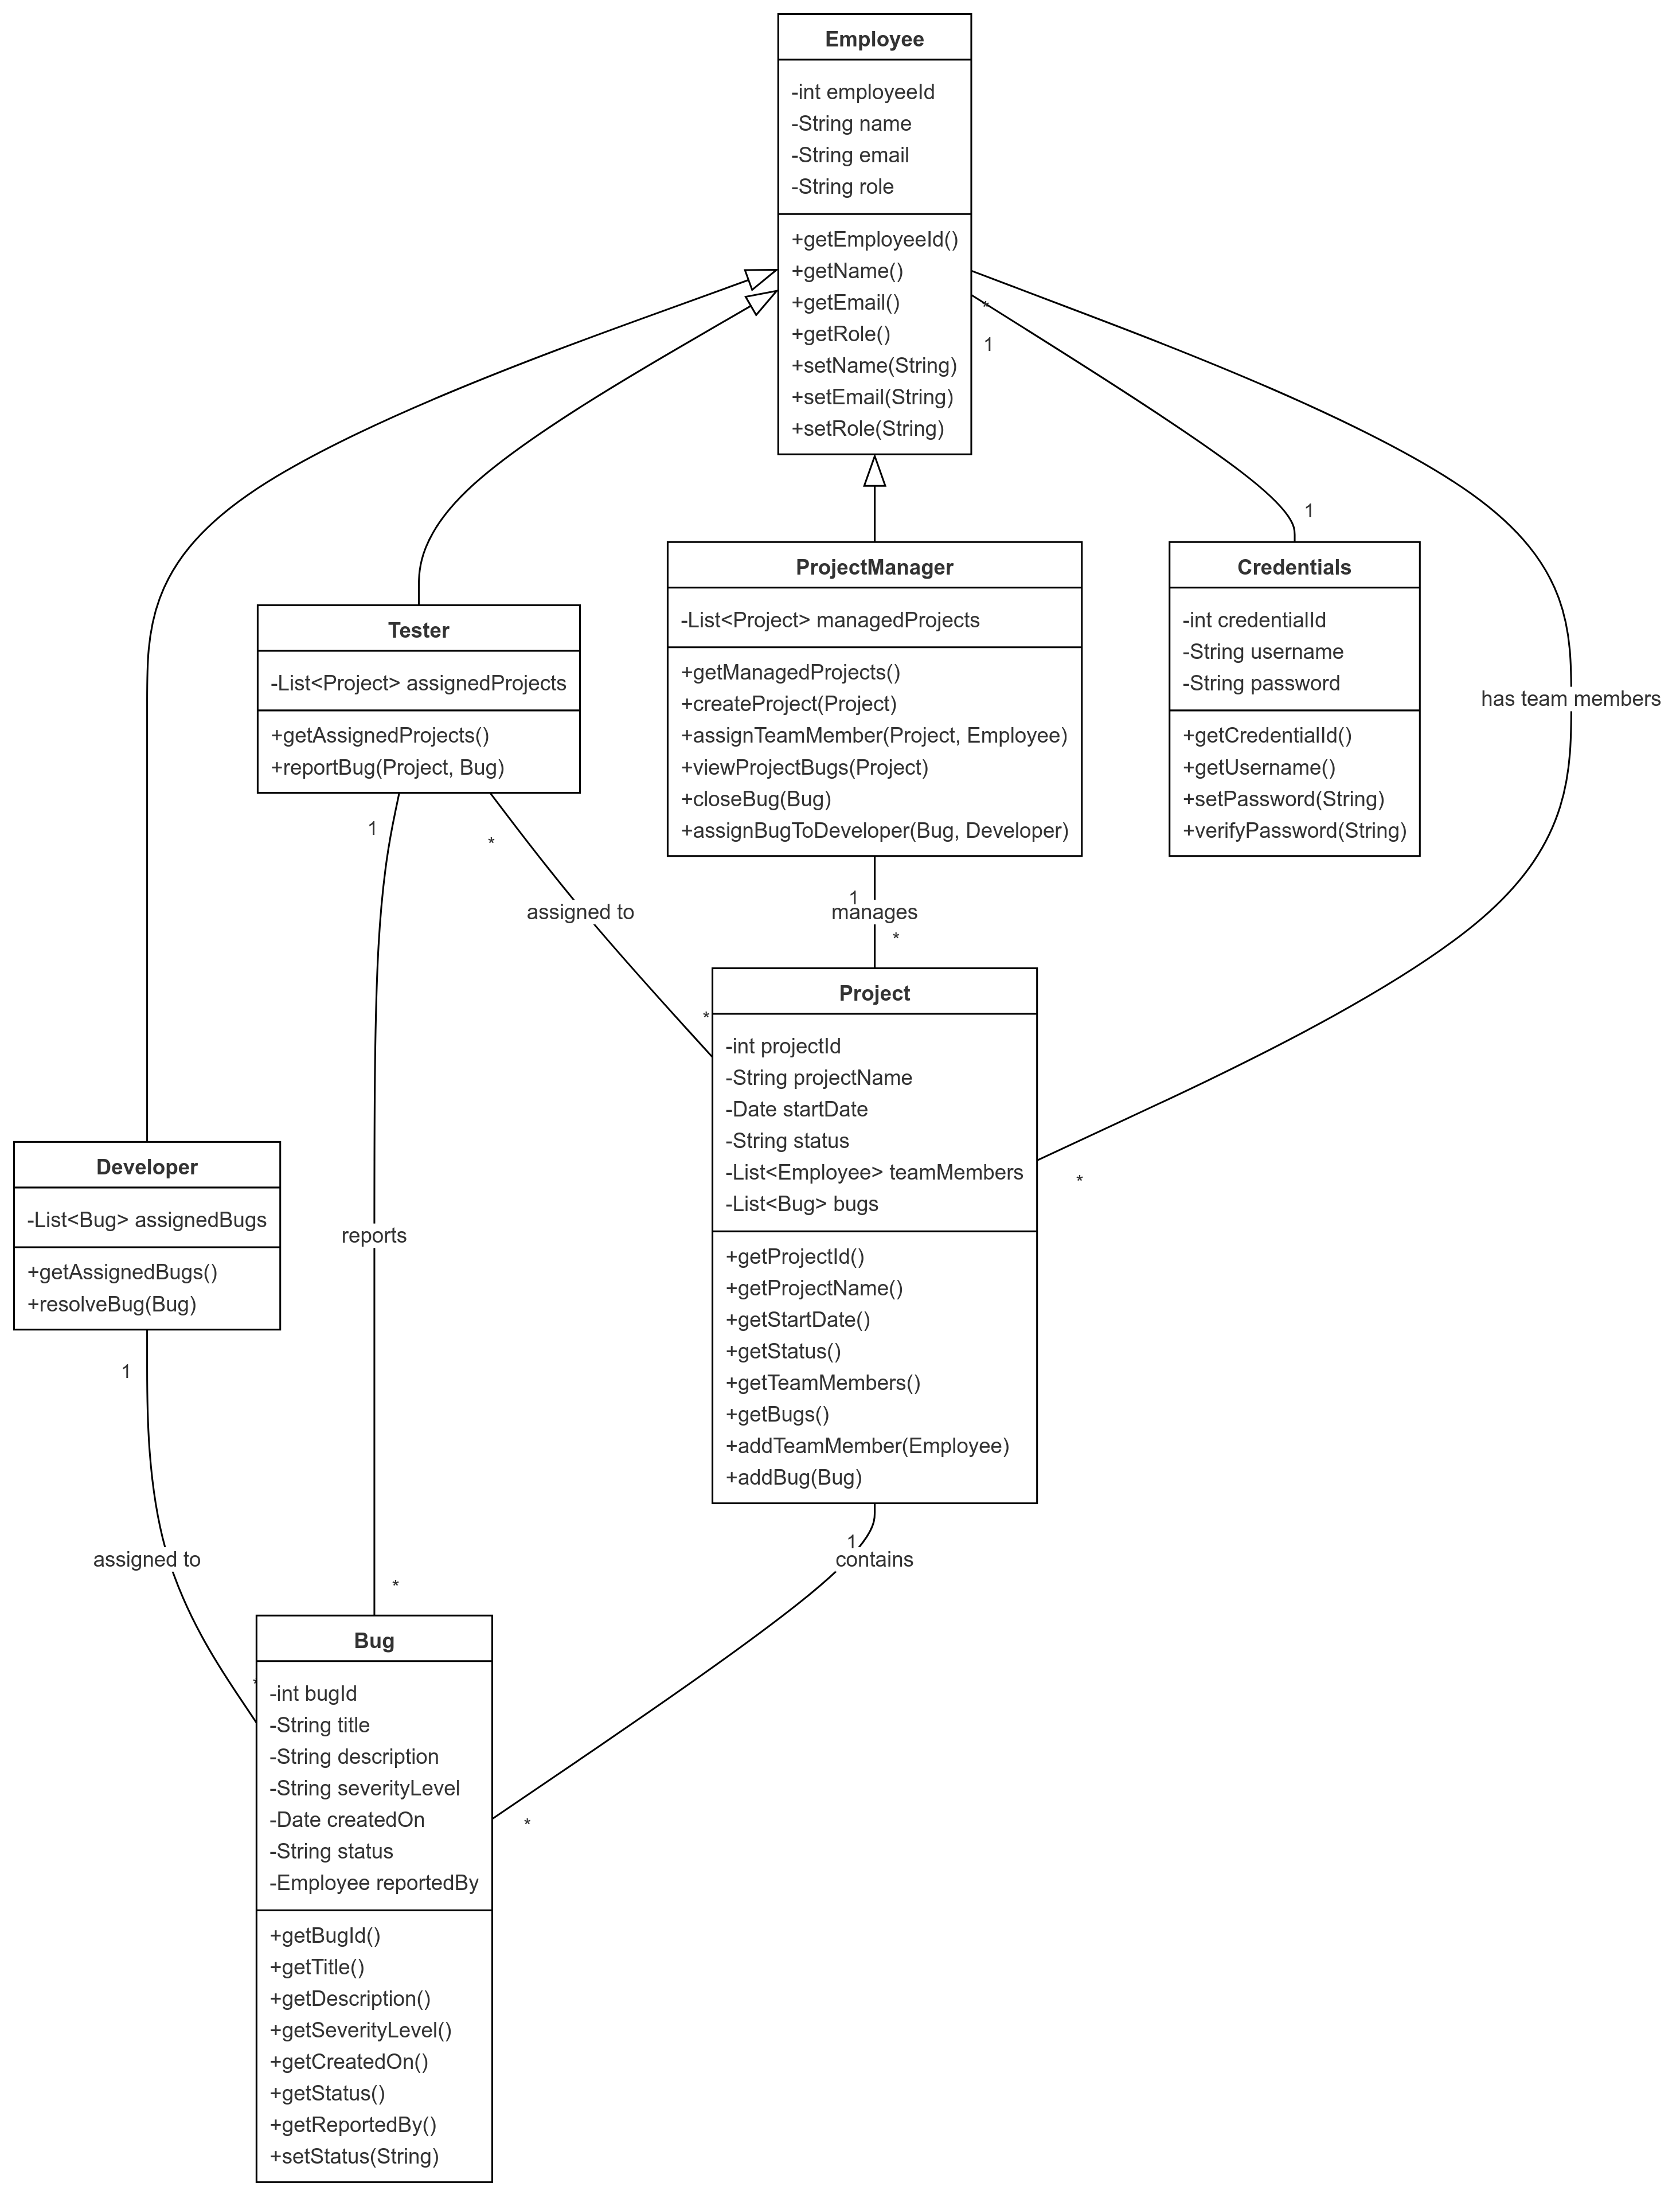 Employee
-int employeeId
-String name
-String email
-String role
+getEmployeeId()
+getName()
+getEmail()
+getRole()
+setName(String)
+setEmail(String)
+setRole(String)
*
1
1
ProjectManager
-List<Project> managedProjects
+getManagedProjects()
+createProject(Project)
+assignTeamMember(Project, Employee)
+viewProjectBugs(Project)
+closeBug(Bug)
+assignBugToDeveloper(Bug, Developer)
Credentials
-int credentialId
-String username
-String password
+getCredentialId()
+getUsername()
+setPassword(String)
+verifyPassword(String)
Tester
-List<Project> assignedProjects
+getAssignedProjects()
+reportBug(Project, Bug)
has team members
1
*
assigned to
*
1
manages
*
Project
-int projectId
-String projectName
-Date startDate
-String status
-List<Employee> teamMembers
-List<Bug> bugs
+getProjectId()
+getProjectName()
+getStartDate()
+getStatus()
+getTeamMembers()
+getBugs()
+addTeamMember(Employee)
+addBug(Bug)
*
Developer
-List<Bug> assignedBugs
+getAssignedBugs()
+resolveBug(Bug)
reports
1
assigned to
*
1
contains
*
*
Bug
-int bugId
-String title
-String description
-String severityLevel
-Date createdOn
-String status
-Employee reportedBy
+getBugId()
+getTitle()
+getDescription()
+getSeverityLevel()
+getCreatedOn()
+getStatus()
+getReportedBy()
+setStatus(String)